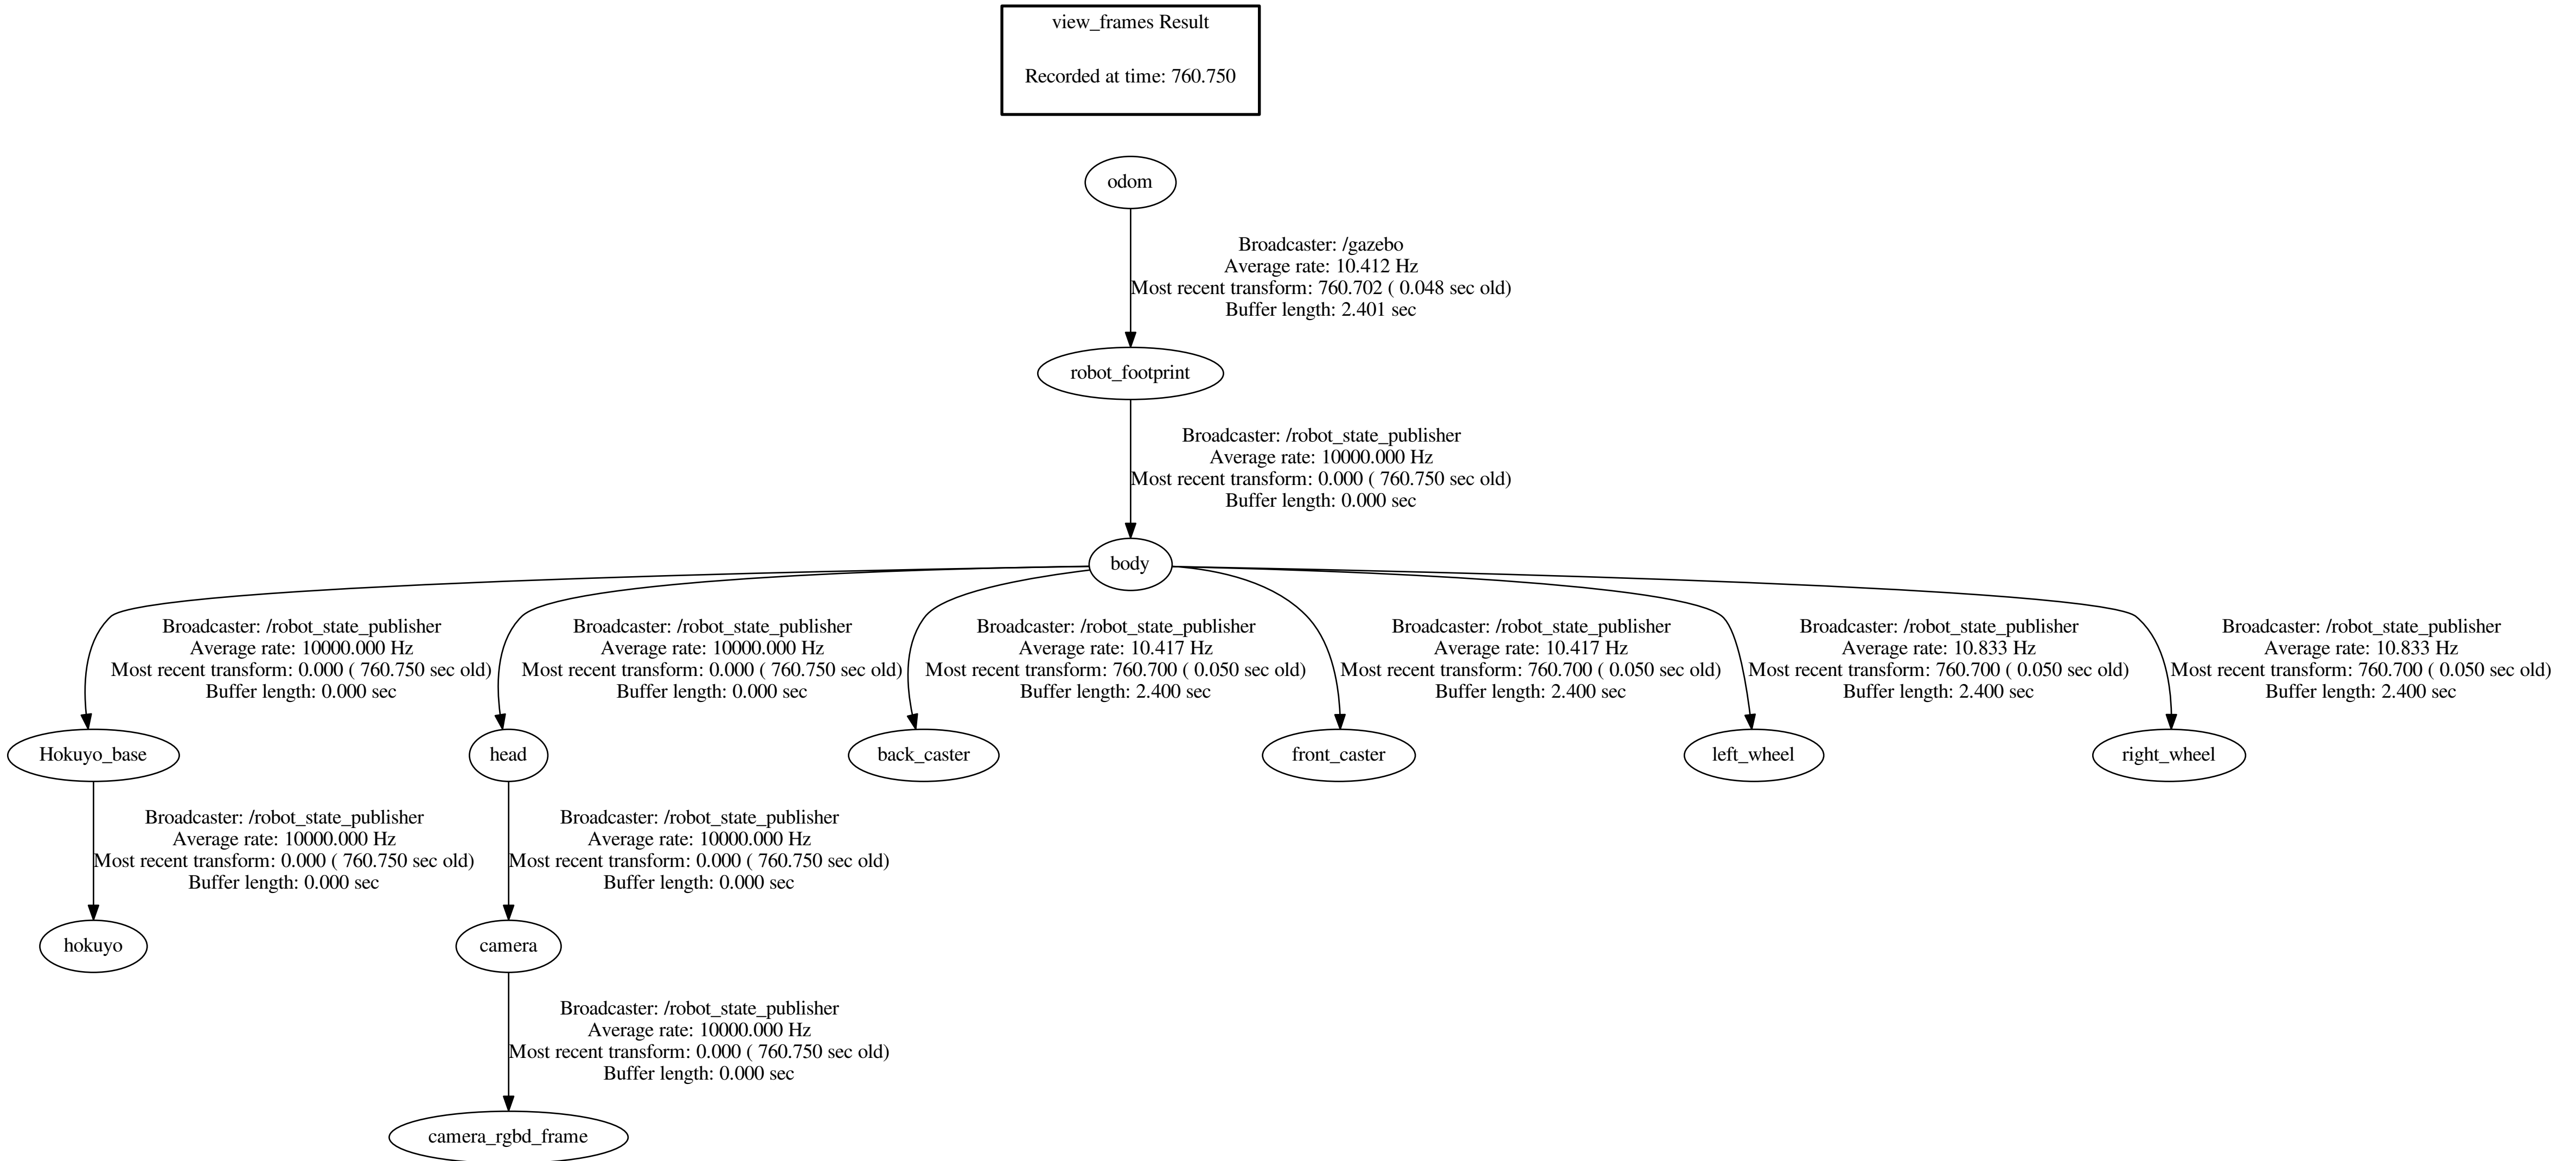 view_frames Result
Recorded at time: 760.750
odom
Broadcaster: /gazebo
Average rate: 10.412 Hz
Most recent transform: 760.702 ( 0.048 sec old)
Buffer length: 2.401 sec
robot_footprint
Broadcaster: /robot_state_publisher
Average rate: 10000.000 Hz
Most recent transform: 0.000 ( 760.750 sec old)
Buffer length: 0.000 sec
body
Broadcaster: /robot_state_publisher
Average rate: 10000.000 Hz
Most recent transform: 0.000 ( 760.750 sec old)
Buffer length: 0.000 sec
Broadcaster: /robot_state_publisher
Average rate: 10000.000 Hz
Most recent transform: 0.000 ( 760.750 sec old)
Buffer length: 0.000 sec
Broadcaster: /robot_state_publisher
Average rate: 10.417 Hz
Most recent transform: 760.700 ( 0.050 sec old)
Buffer length: 2.400 sec
Broadcaster: /robot_state_publisher
Average rate: 10.417 Hz
Most recent transform: 760.700 ( 0.050 sec old)
Buffer length: 2.400 sec
Broadcaster: /robot_state_publisher
Average rate: 10.833 Hz
Most recent transform: 760.700 ( 0.050 sec old)
Buffer length: 2.400 sec
Broadcaster: /robot_state_publisher
Average rate: 10.833 Hz
Most recent transform: 760.700 ( 0.050 sec old)
Buffer length: 2.400 sec
Hokuyo_base
head
back_caster
front_caster
left_wheel
right_wheel
Broadcaster: /robot_state_publisher
Average rate: 10000.000 Hz
Most recent transform: 0.000 ( 760.750 sec old)
Buffer length: 0.000 sec
Broadcaster: /robot_state_publisher
Average rate: 10000.000 Hz
Most recent transform: 0.000 ( 760.750 sec old)
Buffer length: 0.000 sec
hokuyo
camera
Broadcaster: /robot_state_publisher
Average rate: 10000.000 Hz
Most recent transform: 0.000 ( 760.750 sec old)
Buffer length: 0.000 sec
camera_rgbd_frame